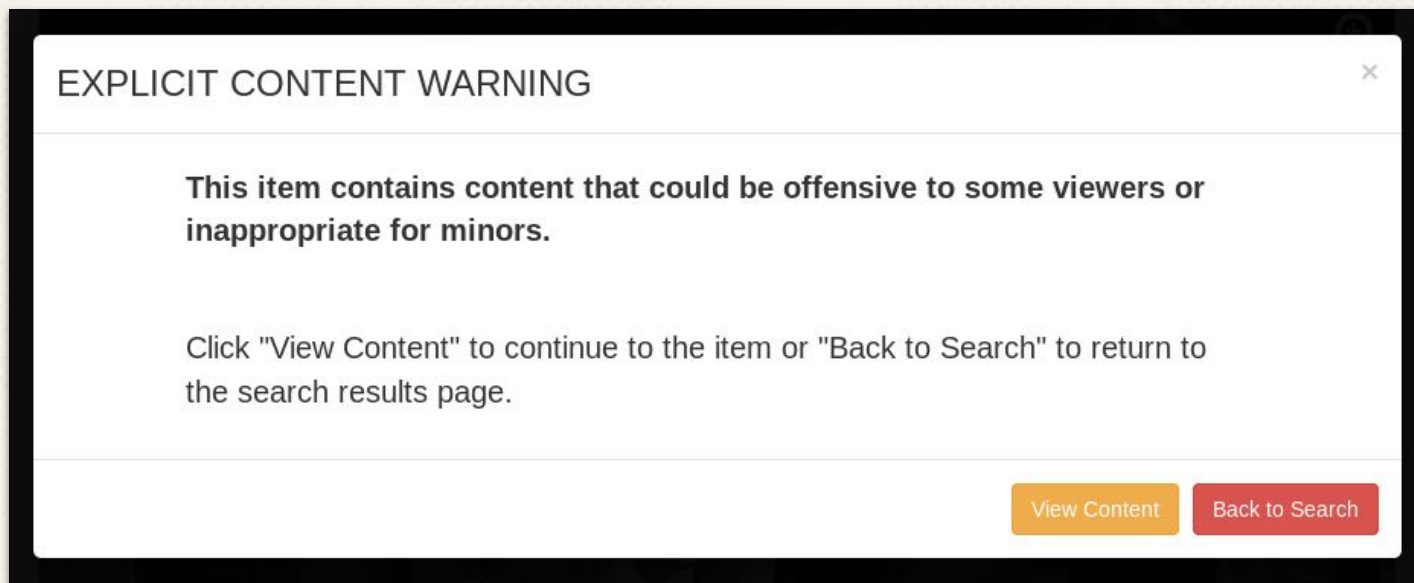 EXPLICIT CONTENT WARNING
×
This item contains content that could be offensive to some viewers or
inappropriate for minors.
Click "View Content" to continue to the item or "Back to Search" to return to
the search results page.
View Content
Back to Search